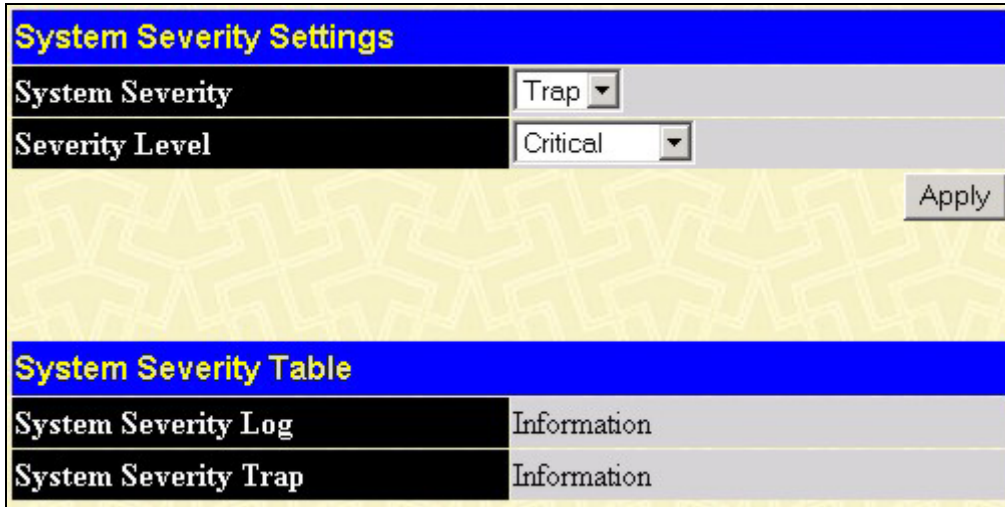 System Severity Settings
System Severity Trap
Severity Level Critical
Apply
System Severity Table
System Severity Log Information
System Severity Trap Information